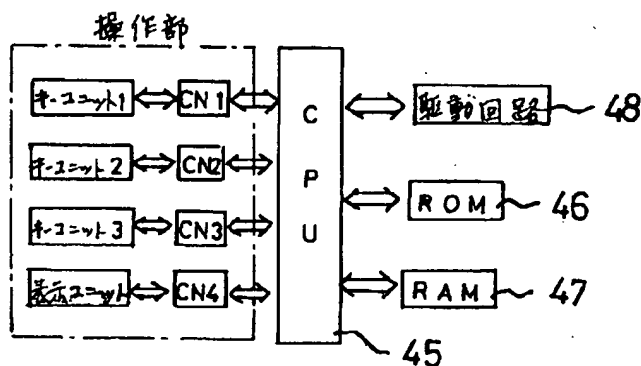 操作部
キーユニット1 CN1
キーユニット2 CN2
キーユニット3 CN3
表示ユニット CN4
CPU
45
駆動回路 48
ROM 46
RAM 47